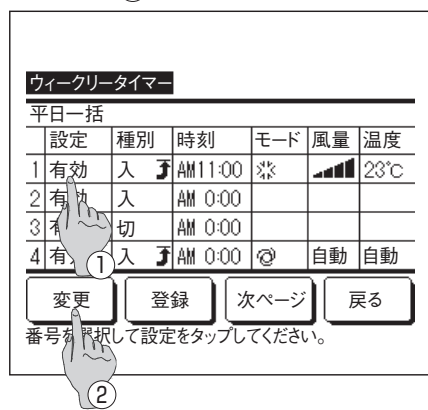 ウィークリータイマー
平日一括
設定 種別 時刻 モード 風量 温度
1 有効 入 AM11:00 23℃
2 有 入 AM 0:00
3 切 AM 0:00
4 有 入 AM 0:00 自動 自動
①
変更 登録 次ページ 戻る
番号を選択して設定をタップしてください。
②